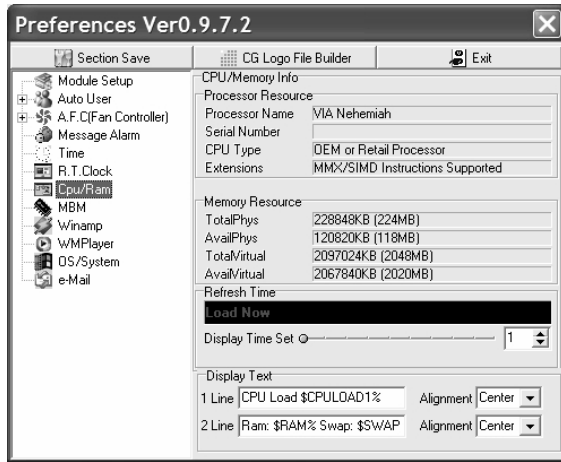 Preferences Ver0.9.7.2
Section Save
CG Logo File Builder
Exit
Module Setup
Auto User
A.F.C(Fan Controller)
Message Alarm
Time
R.T.Clock
Cpu/Ram
MBM
Winamp
WMPlayer
OS/System
e-Mail
CPU/Memory Info
Processor Resource
Processor Name VIA Nehemiah
Serial Number
CPU Type OEM or Retail Processor
Extensions MMX/SIMD Instructions Supported
Memory Resource
TotalPhys 228848KB (224MB)
AvailPhys 120820KB (118MB)
TotalVirtual 2097024KB (2048MB)
AvailVirtual 2067840KB (2020MB)
Refresh Time
Load Now
Display Time Set 1
Display Text
1 Line CPU Load $CPULOAD1% Alignment Center
2 Line Ram: $RAM% Swap: $SWAP Alignment Center